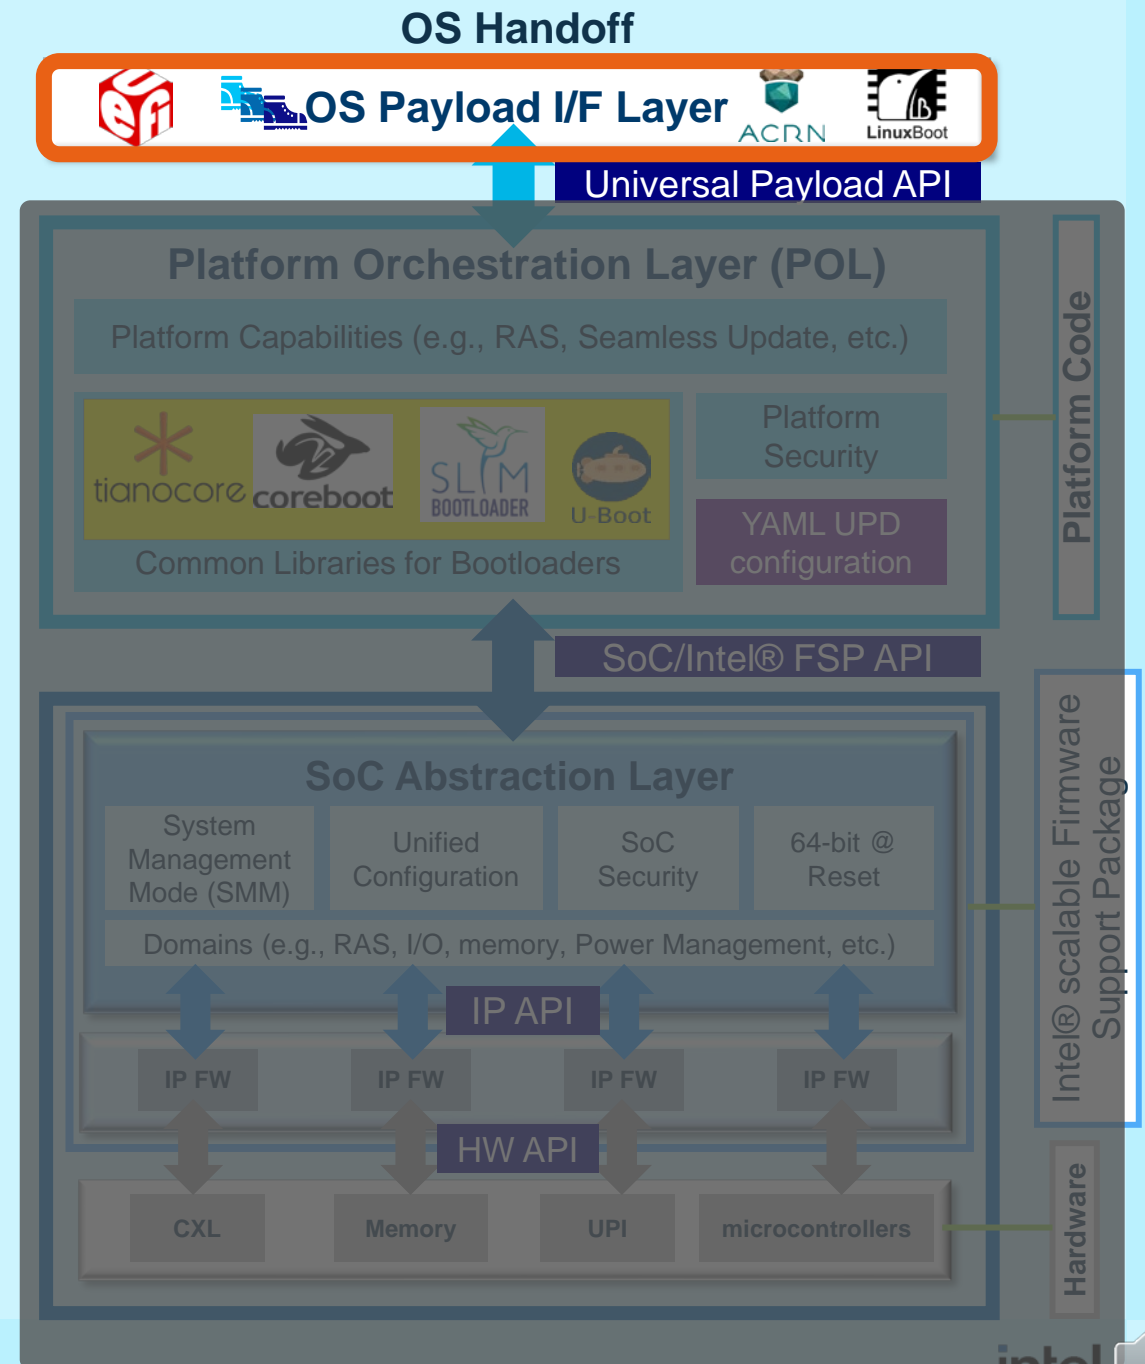 OS Handoff
uefi
OS Payload I/F Layer
ACRN
LinuxBoot
Universal Payload API
Platform Orchestration Layer (POL)
Platform Capabilities (e.g., RAS, Seamless Update, etc.)
tianocore
coreboot
SLIM
BOOTLOADER
U-Boot
Common Libraries for Bootloaders
Platform
Security
YAML UPD
configuration
Platform Code
SoC/Intel® FSP API
SoC Abstraction Layer
System
Management
Mode (SMM)
Unified
Configuration
SoC
Security
64-bit @
Reset
Domains (e.g., RAS, I/O, memory, Power Management, etc.)
IP API
IP FW
IP FW
IP FW
IP FW
Intel® scalable Firmware
Support Package
HW API
CXL
Memory
UPI
microcontrollers
Hardware
intel